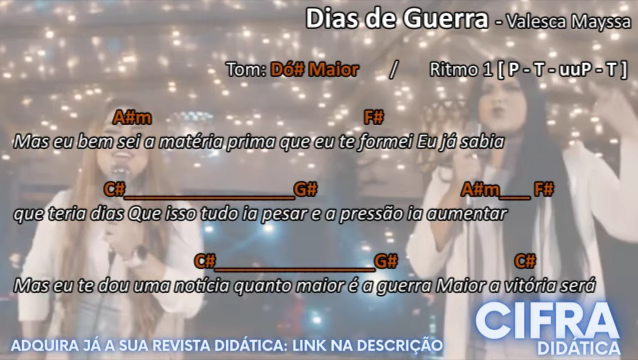 Dias de Guerra - Valesca Mayssa
Tom: Dó# Maior / Ritmo 1 [ P - T - uuP - T ]
A#m F#
Mas eu bem sei a matéria prima que eu te formei Eu já sabia
C#____________________G# A#m___ F#
que teria dias Que isso tudo ia pesar e a pressão ia aumentar
C#___________________G# C#
Mas eu te dou uma notícia quanto maior é a guerra Maior a vitória será
CIFRA
DIDÁTICA
ADQUIRA JÁ A SUA REVISTA DIDÁTICA: LINK NA DESCRIÇÃO